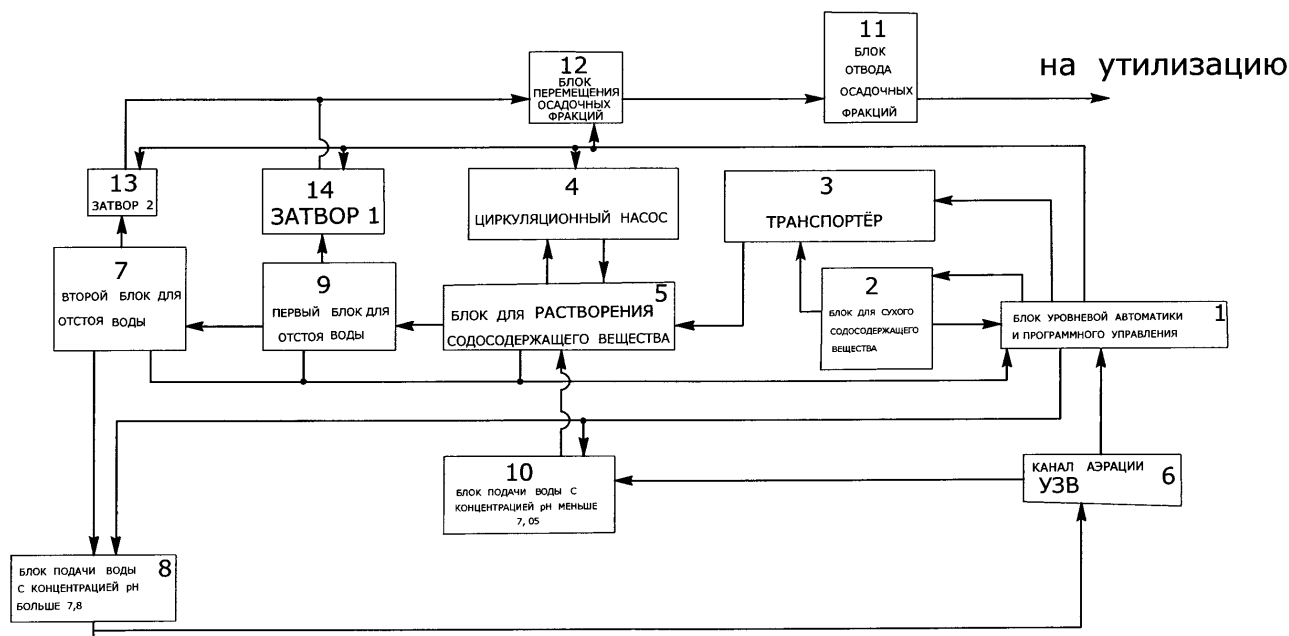 11
БЛОК
ОТВОДА
ОСАДОЧНЫХ
ФРАКЦИЙ
на утилизацию
12
БЛОК
ПЕРЕМЕЩЕНИЯ
ОСАДОЧНЫХ
ФРАКЦИЙ
13
ЗАТВОР 2
14
ЗАТВОР 1
4
ЦИРКУЛЯЦИОННЫЙ НАСОС
3
ТРАНСПОРТЁР
7
ВТОРОЙ БЛОК ДЛЯ
ОТСТОЯ ВОДЫ
9
ПЕРВЫЙ БЛОК ДЛЯ
ОТСТОЯ ВОДЫ
5
БЛОК ДЛЯ РАСТВОРЕНИЯ
СОДОСОДЕРЖАЩЕГО ВЕЩЕСТВА
2
БЛОК ДЛЯ СУХОГО
СОДОСОДЕРЖАЩЕГО
ВЕЩЕСТВА
1
БЛОК УРОВНЕВОЙ АВТОМАТИКИ
И ПРОГРАММНОГО УПРАВЛЕНИЯ
10
БЛОК ПОДАЧИ ВОДЫ С
КОНЦЕНТРАЦИЕЙ pH МЕНЬШЕ
7, 05
КАНАЛ АЭРАЦИИ
УЗВ
6
БЛОК ПОДАЧИ ВОДЫ
С КОНЦЕНТРАЦИЕЙ pH
БОЛЬШЕ 7,8
8